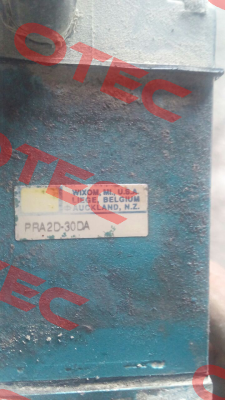 OTEC
WIXOM, MI., U.S.A.
LIEGE, BELGIUM
AUCKLAND, N.Z.
PRA2D-30DA
OTEC
OTEC